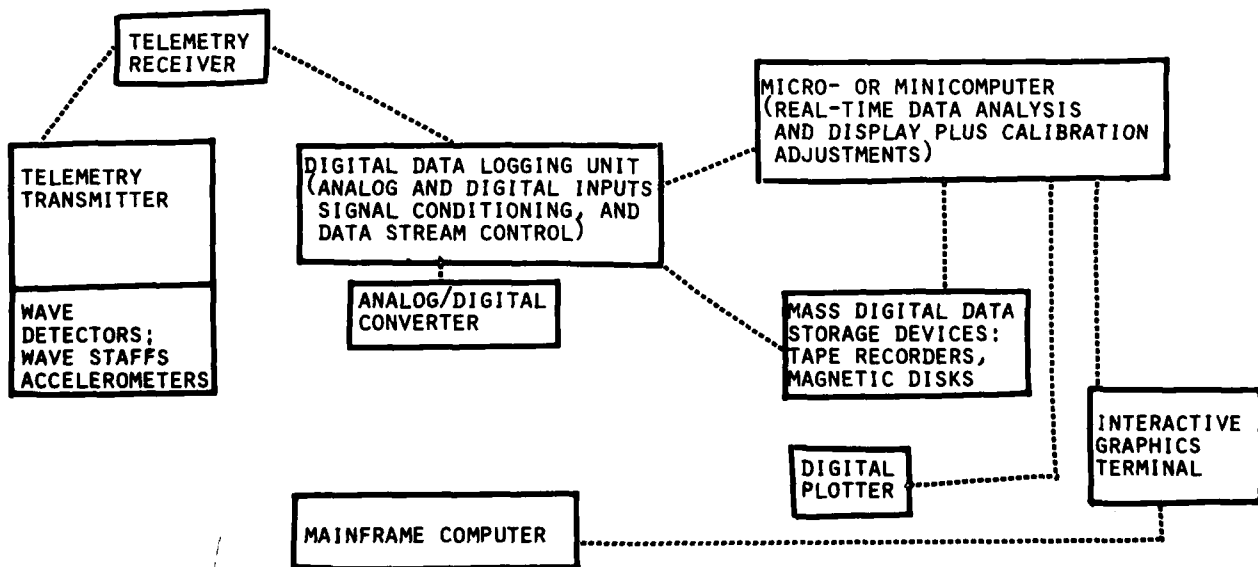 TELEMETRY
RECEIVER
MICRO- OR MINICOMPUTER
(REAL-TIME DATA ANALYSIS
AND DISPLAY PLUS CALIBRATION
ADJUSTMENTS)
TELEMETRY
TRANSMITTER
DIGITAL DATA LOGGING UNIT
(ANALOG AND DIGITAL INPUTS
SIGNAL CONDITIONING, AND
DATA STREAM CONTROL)
WAVE
DETECTORS;
WAVE STAFFS
ACCELEROMETERS
ANALOG/DIGITAL
CONVERTER
MASS DIGITAL DATA
STORAGE DEVICES:
TAPE RECORDERS,
MAGNETIC DISKS
INTERACTIVE
GRAPHICS
TERMINAL
DIGITAL
PLOTTER
MAINFRAME COMPUTER